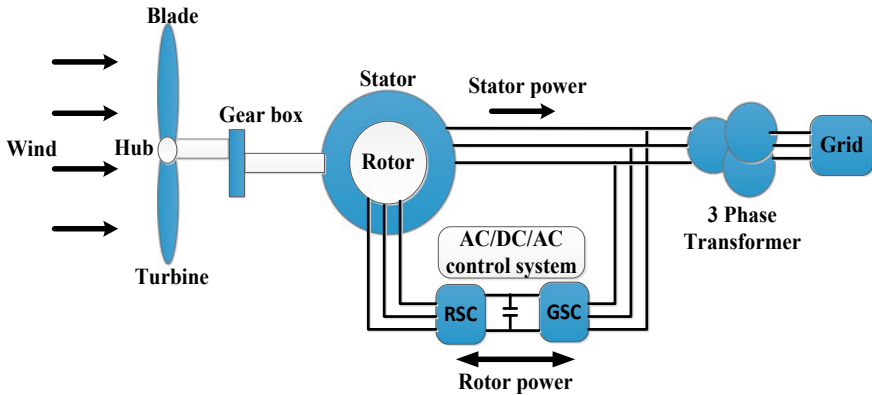 Blade
Stator
Stator power
Gear box
Wind
Hub
Rotor
Grid
3 Phase
Transformer
AC/DC/AC
control system
Turbine
RSC
GSC
Rotor power